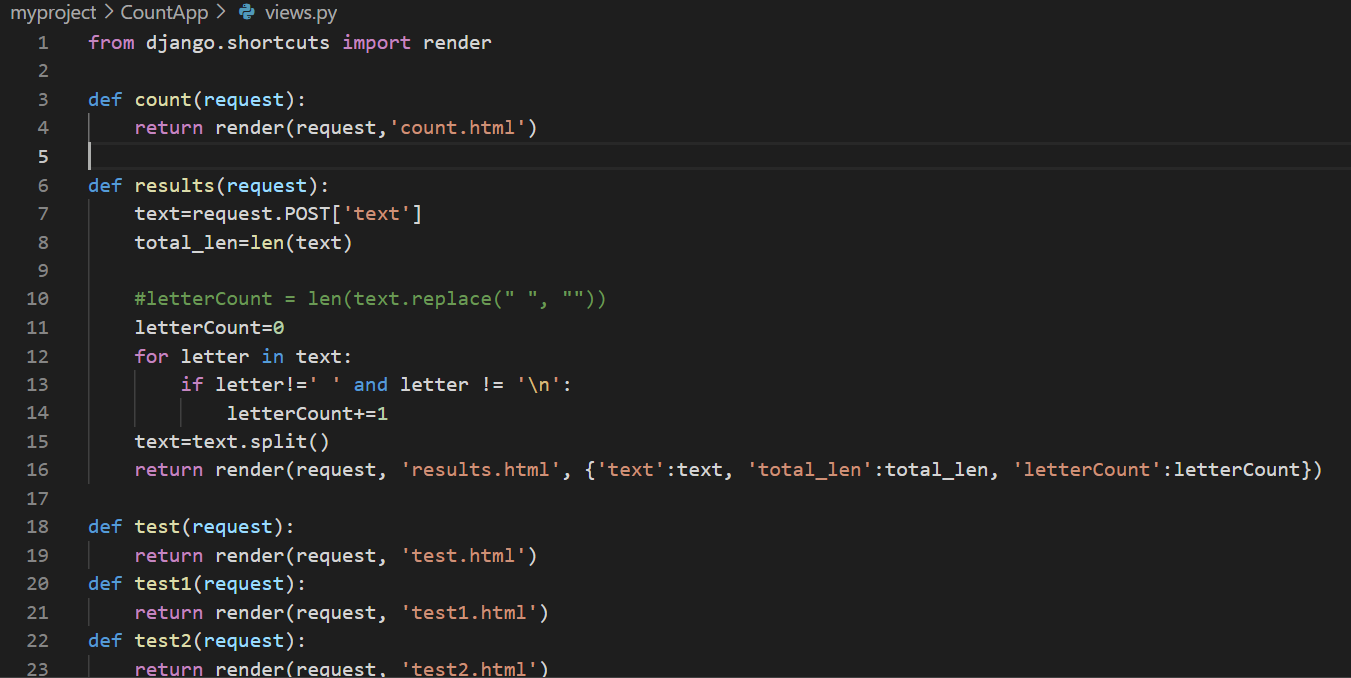 myproject > CountApp > views.py
1 from django.shortcuts import render
2
3 def count(request):
4     return render(request,'count.html')
5
6 def results(request):
7     text=request.POST['text']
8     total_len=len(text)
9
10     #letterCount = len(text.replace(" ", ""))
11     letterCount=0
12     for letter in text:
13         if letter!=' ' and letter != '\n':
14             letterCount+=1
15     text=text.split()
16     return render(request, 'results.html', {'text':text, 'total_len':total_len, 'letterCount':letterCount})
17
18 def test(request):
19     return render(request, 'test.html')
20 def test1(request):
21     return render(request, 'test1.html')
22 def test2(request):
23     return render(request, 'test2.html')